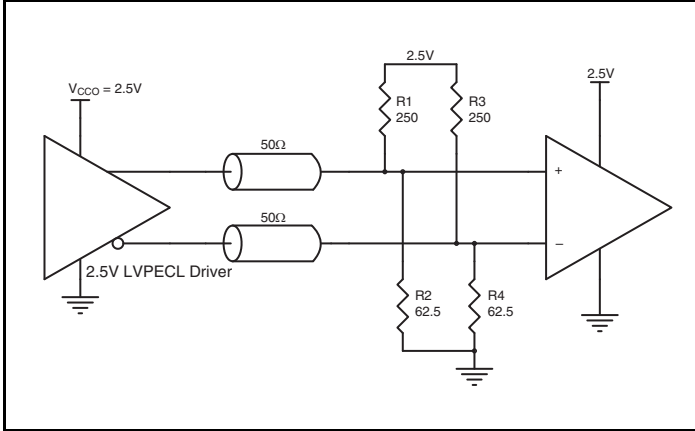 2.5V
VCCO = 2.5V
2.5V
R1
250
R3
250
50Ω
+
50Ω
–
2.5V LVPECL Driver
R2
62.5
R4
62.5